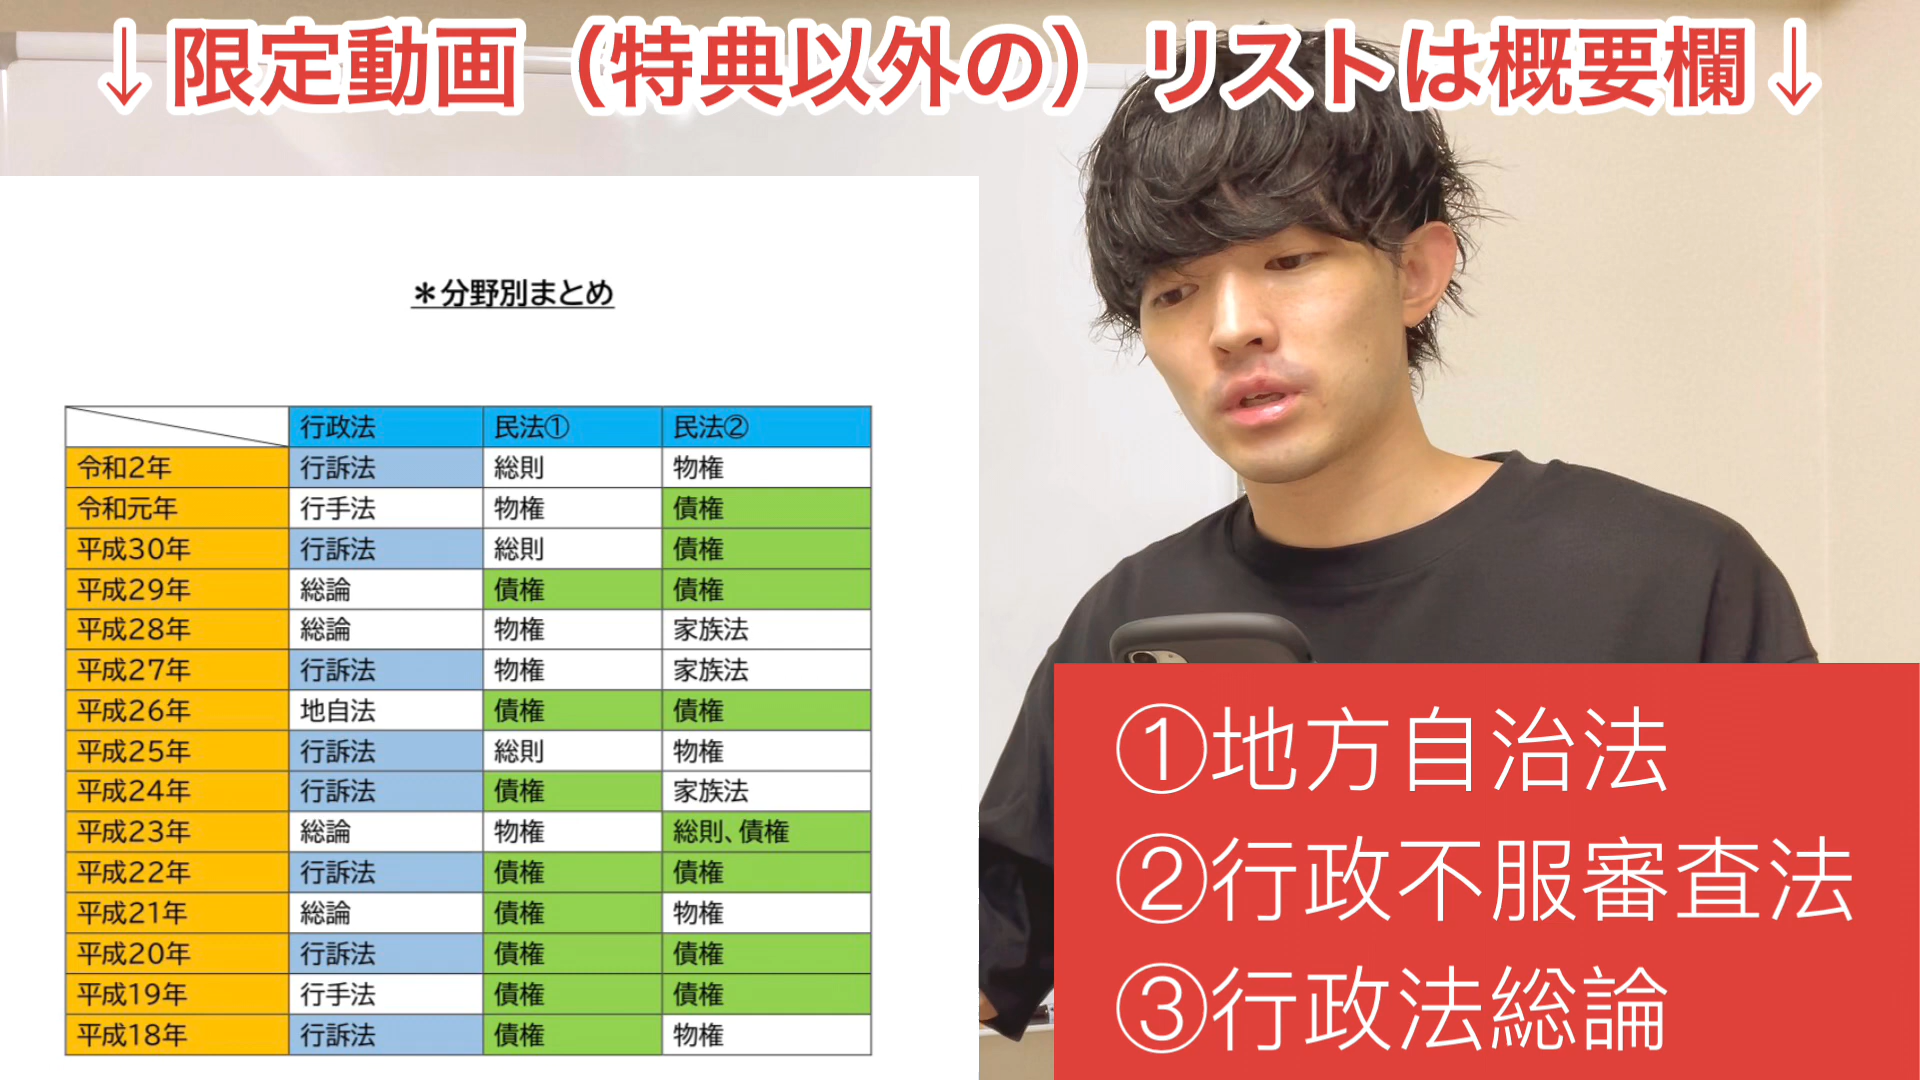 ↓限定動画（特典以外の）リストは概要欄↓
＊分野別まとめ
行政法 民法① 民法②
令和2年 行訴法 総則 物権
令和元年 行手法 物権 債権
平成30年 行訴法 総則 債権
平成29年 総論 債権 債権
平成28年 総論 物権 家族法
平成27年 行訴法 物権 家族法
平成26年 地自法 債権 債権
平成25年 行訴法 総則 物権
平成24年 行訴法 債権 家族法
平成23年 総論 物権 総則、債権
平成22年 行訴法 債権 債権
平成21年 総論 債権 物権
平成20年 行訴法 債権 債権
平成19年 行手法 債権 債権
平成18年 行訴法 債権 物権
①地方自治法
②行政不服審査法
③行政法総論